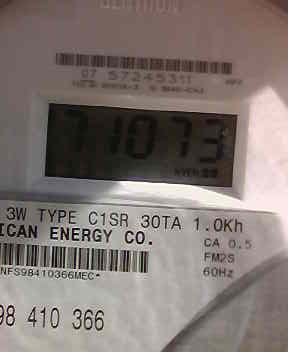 CENTRON
07 57245311
71073
3W TYPE C1SR 30TA 1.0Kh
ICAN ENERGY CO.
CA 0.5
FM2S
60Hz
NFS98410366MEC-
98 410 366